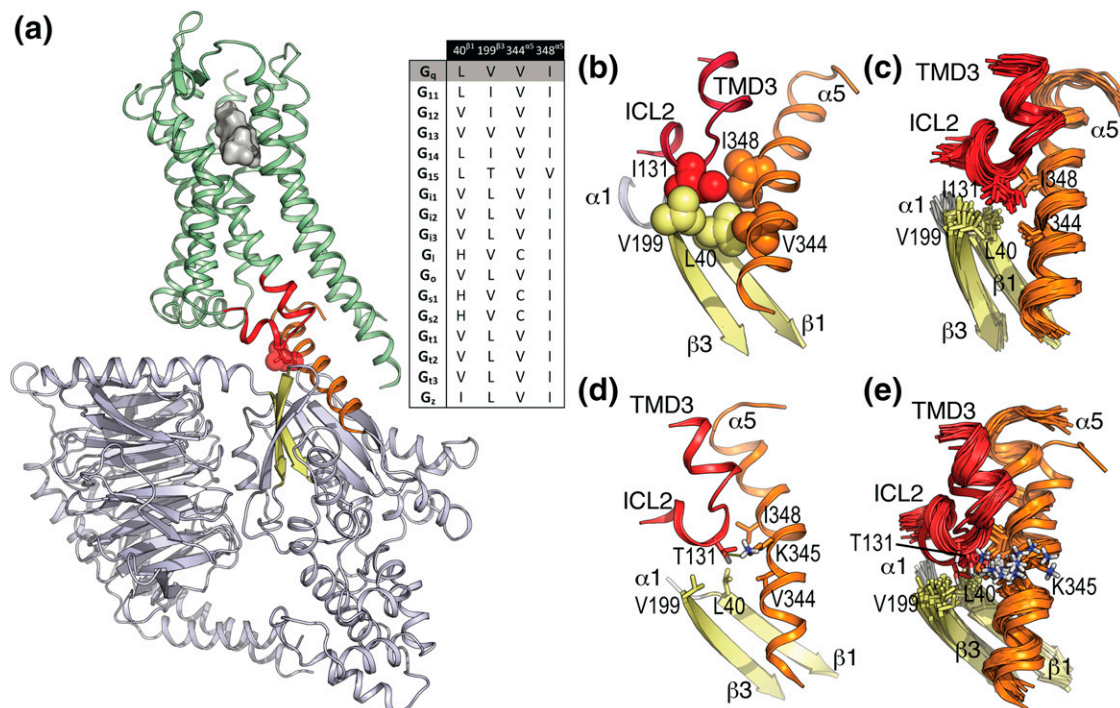 (a)
40β1 199β3 344α5 348α5
Gq L V V I
G11 L I V I
G12 V I V I
G13 V V V I
G14 L I V I
G15 L T V V
Gi1 V L V I
Gi2 V L V I
Gi3 V L V I
Gl H V C I
Go V L V I
Gs1 H V C I
Gs2 H V C I
Gt1 V L V I
Gt2 V L V I
Gt3 V L V I
Gz I L V I
(b)
TMD3
α5
ICL2
I348
I131
α1
V199
L40
V344
β1
β3
(c)
TMD3
ICL2
α5
I131
I348
α1
V199
L40
V344
β1
β3
(d)
TMD3
α5
ICL2
I348
T131
K345
α1
V199
L40
V344
β1
β3
(e)
TMD3
α5
ICL2
T131
α1
L40
K345
V199
β3
β1